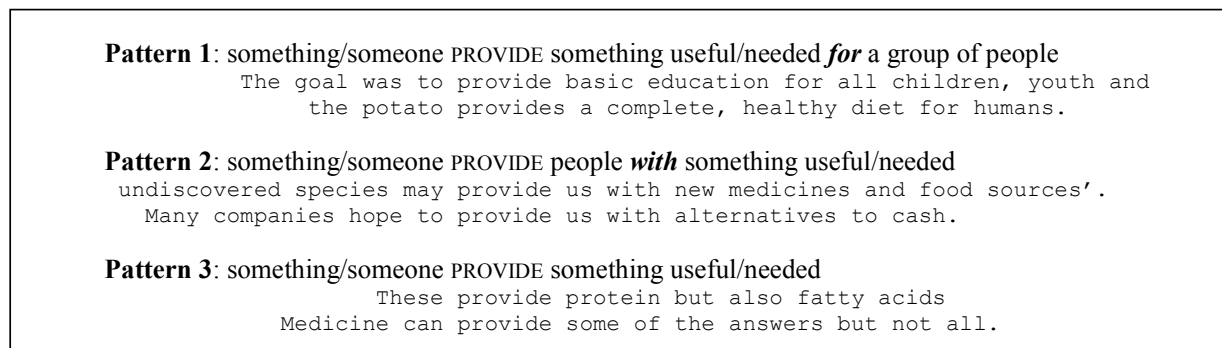 Pattern 1: something/someone PROVIDE something useful/needed for a group of people
The goal was to provide basic education for all children, youth and
the potato provides a complete, healthy diet for humans.
Pattern 2: something/someone PROVIDE people with something useful/needed
undiscovered species may provide us with new medicines and food sources’.
Many companies hope to provide us with alternatives to cash.
Pattern 3: something/someone PROVIDE something useful/needed
These provide protein but also fatty acids
Medicine can provide some of the answers but not all.